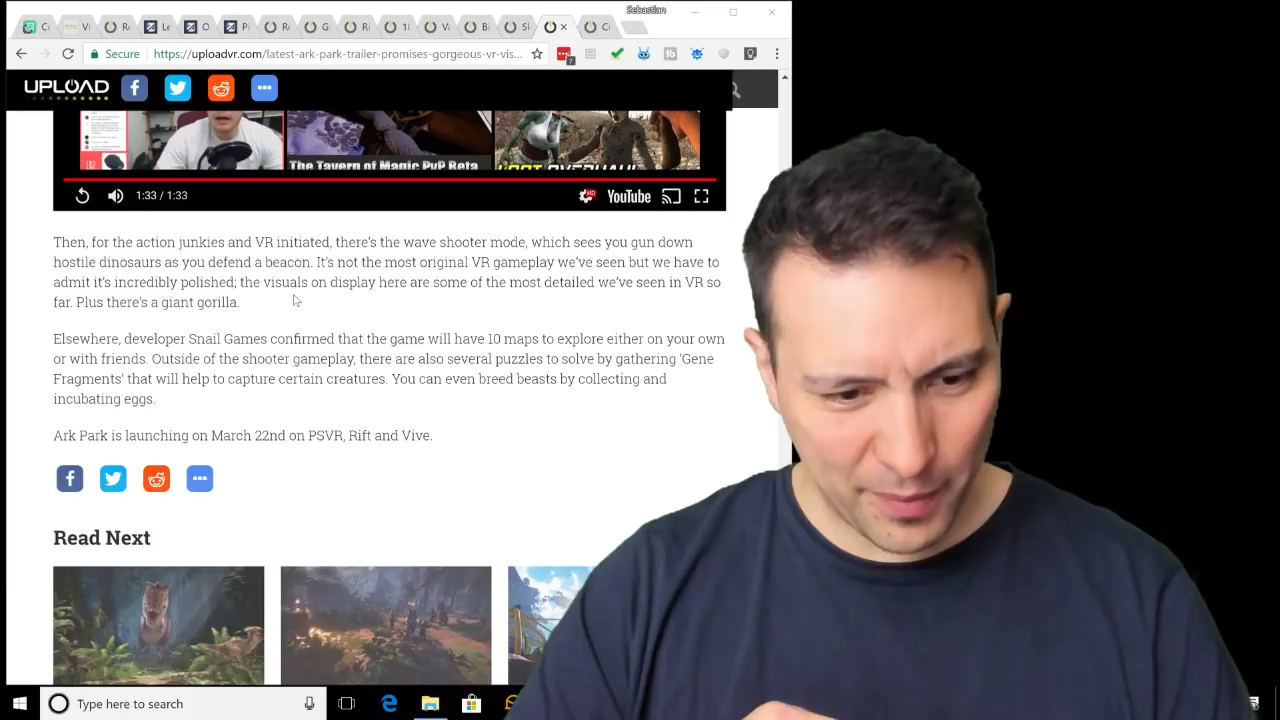 Sebastian
Secure
https://uploadvr.com/latest-ark-park-trailer-promises-gorgeous-vr-vis...
UPLOAD
The Tavern of Magic PvP Beta
1:33 / 1:33
HD
YouTube
Then, for the action junkies and VR initiated, there's the wave shooter mode, which sees you gun down
hostile dinosaurs as you defend a beacon. It's not the most original VR gameplay we've seen but we have to
admit it's incredibly polished; the visuals on display here are some of the most detailed we've seen in VR so
far. Plus there's a giant gorilla.
Elsewhere, developer Snail Games confirmed that the game will have 10 maps to explore either on your own
or with friends. Outside of the shooter gameplay, there are also several puzzles to solve by gathering 'Gene
Fragments' that will help to capture certain creatures. You can even breed beasts by collecting and
incubating eggs.
Ark Park is launching on March 22nd on PSVR, Rift and Vive.
Read Next
Type here to search